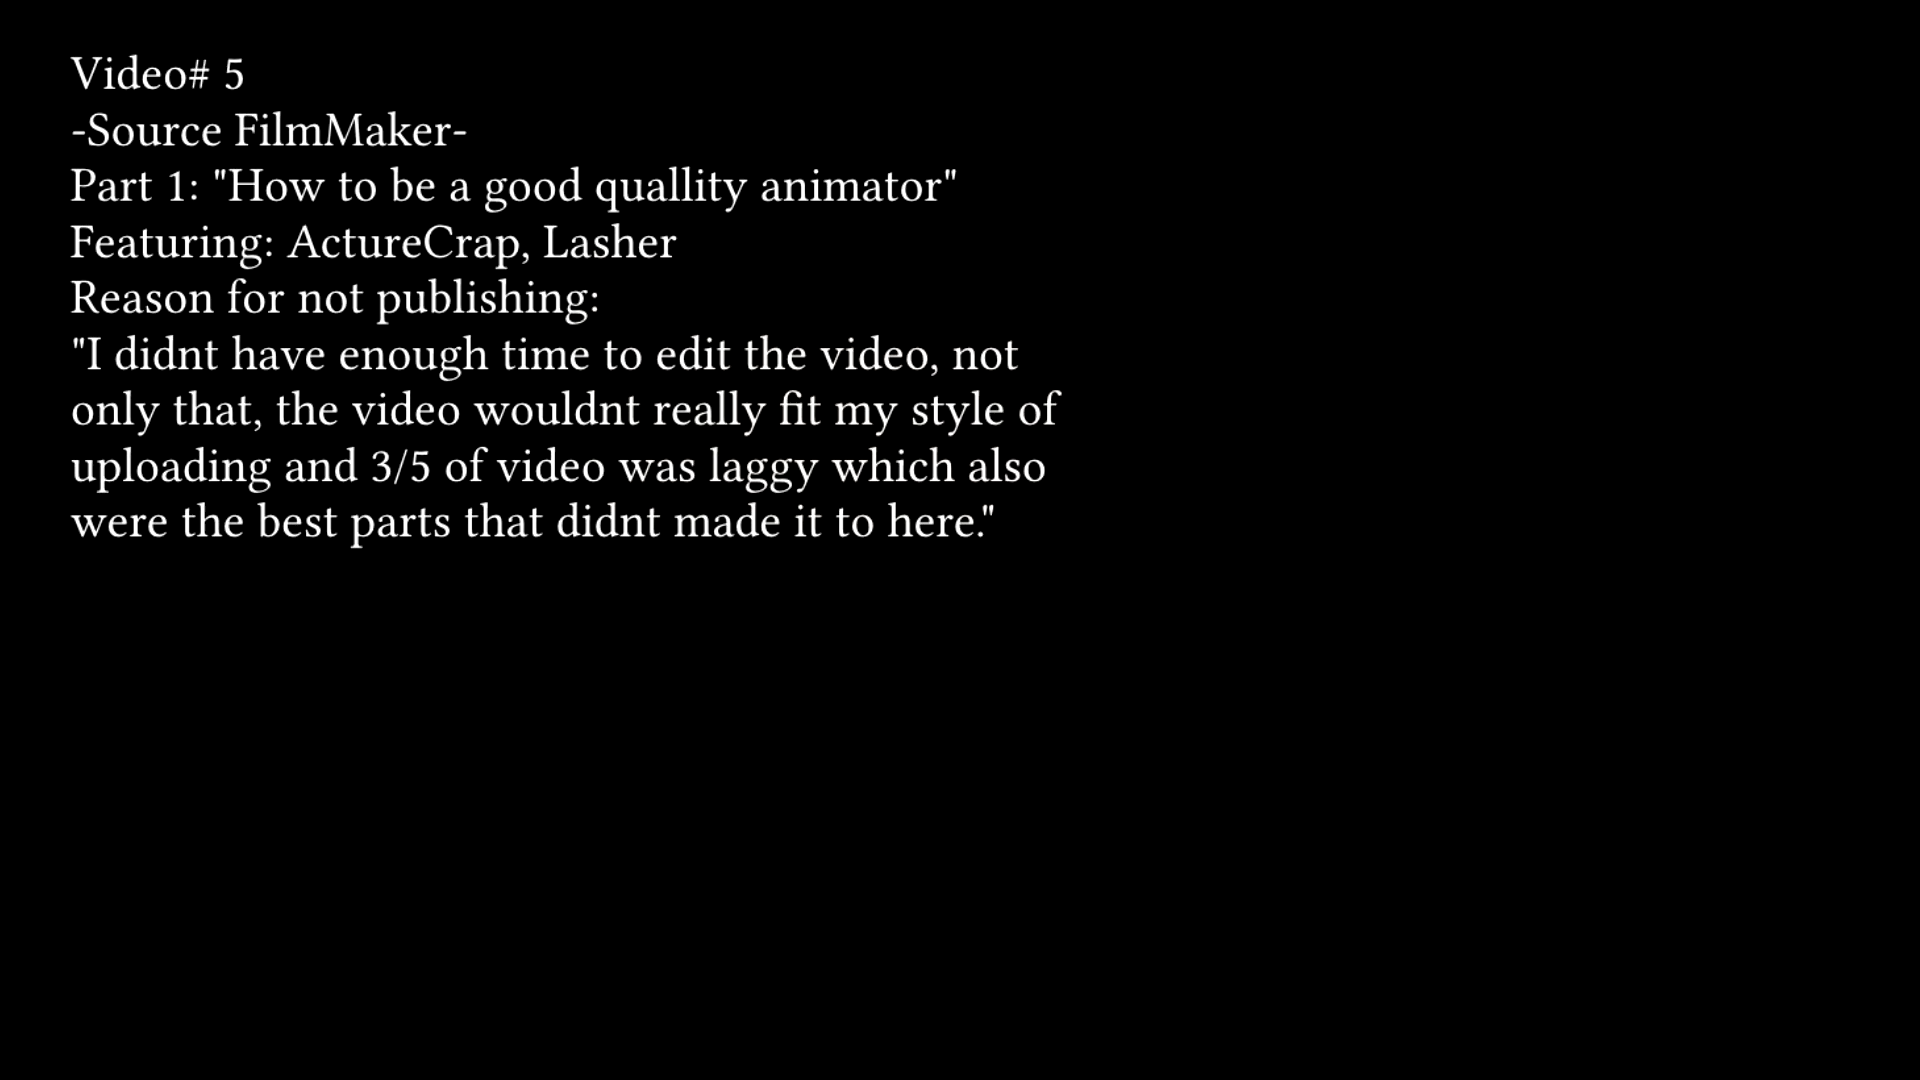 Video# 5
-Source FilmMaker-
Part 1: "How to be a good quallity animator"
Featuring: ActureCrap, Lasher
Reason for not publishing:
"I didnt have enough time to edit the video, not
only that, the video wouldnt really fit my style of
uploading and 3/5 of video was laggy which also
were the best parts that didnt made it to here."